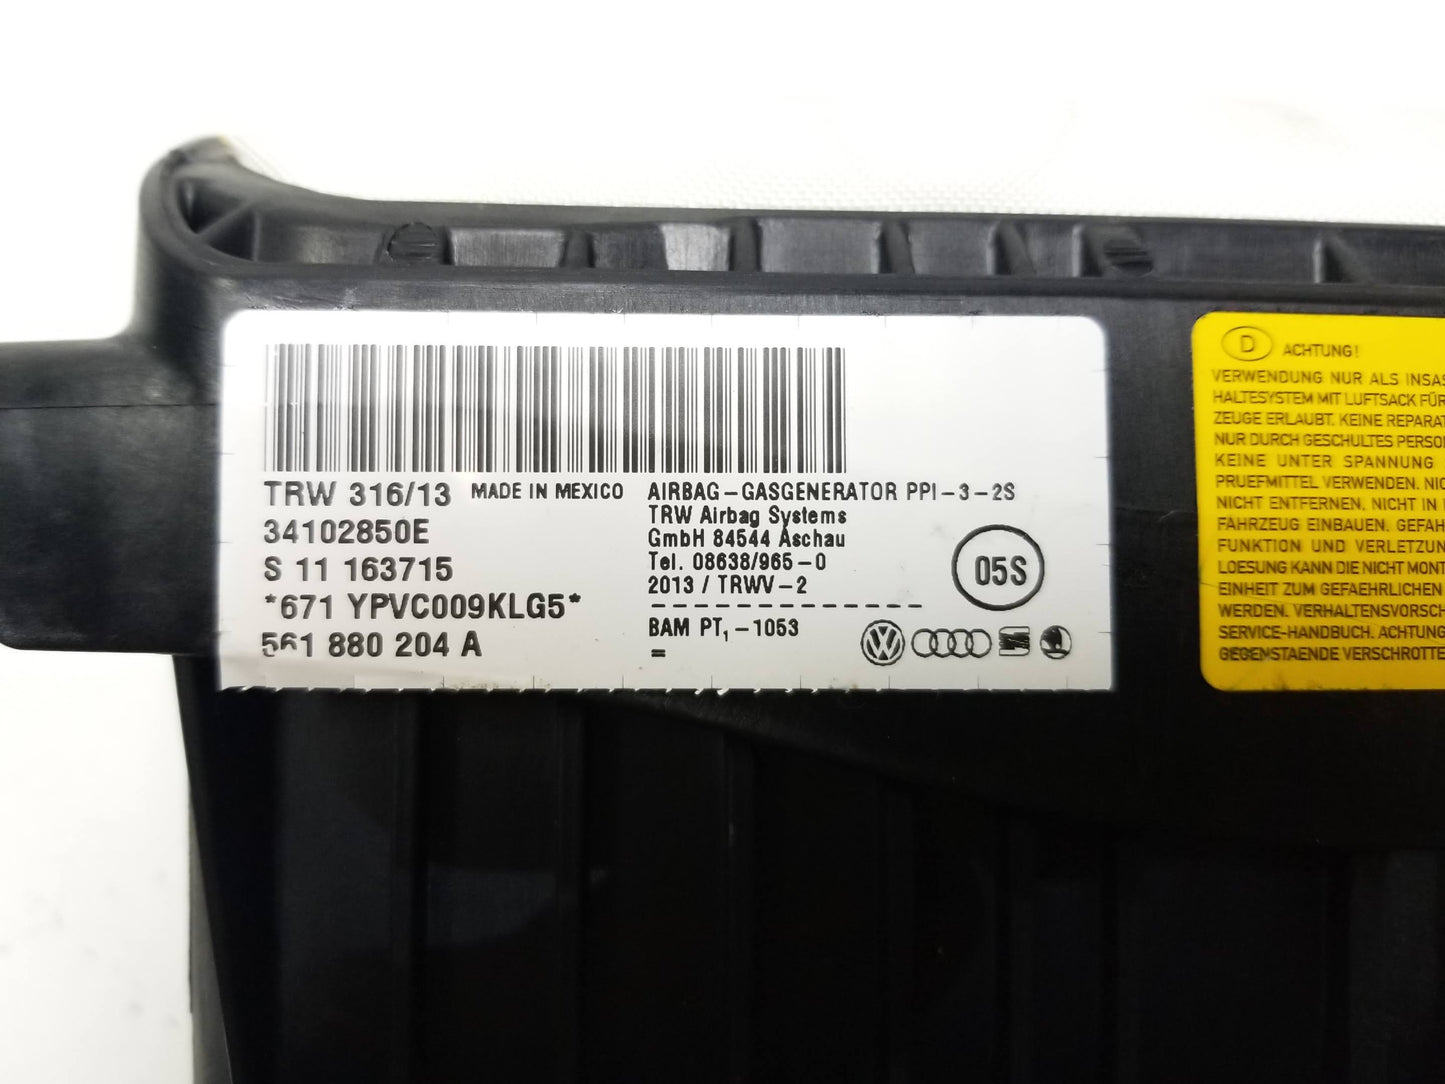 TRW 316/13 MADE IN MEXICO
34102850E
S 11 163715
*671 YPVC009KLG5*
561 880 204 A
AIRBAG-GASGENERATOR PPI-3-2S
TRW Airbag Systems
GmbH 84544 Aschau
Tel. 08638/965-0
2013 / TRWV-2
BAM PT₁-1053
=
05S
D ACHTUNG!
VERWENDUNG NUR ALS INSAS
HALTESYSTEM MIT LUFTSACK FÜR
ZEUGE ERLAUBT. KEINE REPARAT
NUR DURCH GESCHULTES PERSON
KEINE UNTER SPANNUNG
PRUEFMITTEL VERWENDEN. NIC
NICHT ENTFERNEN. NICHT IN
FAHRZEUG EINBAUEN. GEFAH
FUNKTION UND VERLETZUN
LOESUNG KANN DIE NICHT MONT
EINHEIT ZUM GEFAEHRLICHEN
WERDEN. VERHALTENSVORSCH
SERVICE-HANDBUCH. ACHTUNG
GEGENSTAENDE VERSCHROTTE